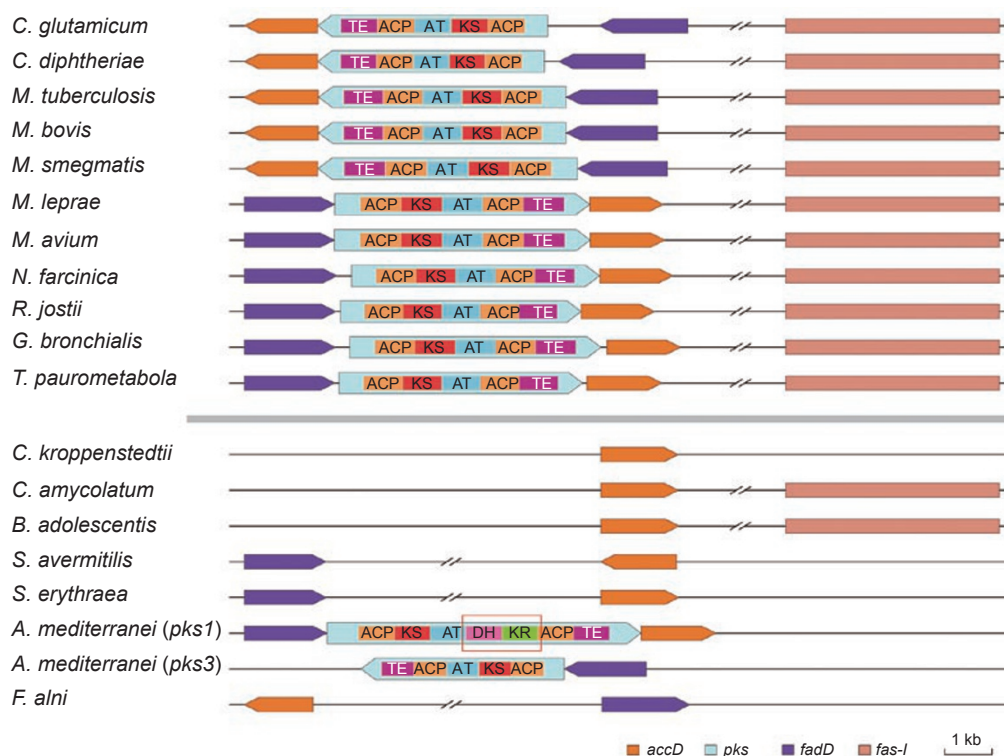 C. glutamicum TE ACP AT KS ACP
C. diphtheriae TE ACP AT KS ACP
M. tuberculosis TE ACP AT KS ACP
M. bovis TE ACP AT KS ACP
M. smegmatis TE ACP AT KS ACP
M. leprae ACP KS AT ACP TE
M. avium ACP KS AT ACP TE
N. farcinica ACP KS AT ACP TE
R. jostii ACP KS AT ACP TE
G. bronchialis ACP KS AT ACP TE
T. paurometabola ACP KS AT ACP TE
C. kroppenstedtii
C. amycolatum
B. adolescentis
S. avermitilis
S. erythraea
A. mediterranei (pks1) ACP KS AT DH KR ACP TE
A. mediterranei (pks3) TE ACP AT KS ACP
F. alni
1 kb
accD pks fadD fas-I